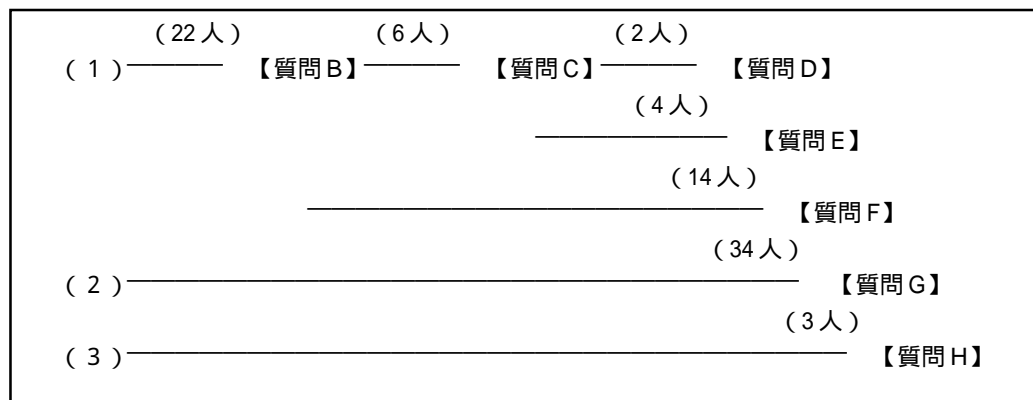 (22人) (6人) (2人)
(1) 【質問B】 【質問C】 【質問D】
(4人)
【質問E】
(14人)
【質問F】
(34人)
(2) 【質問G】
(3人)
(3) 【質問H】